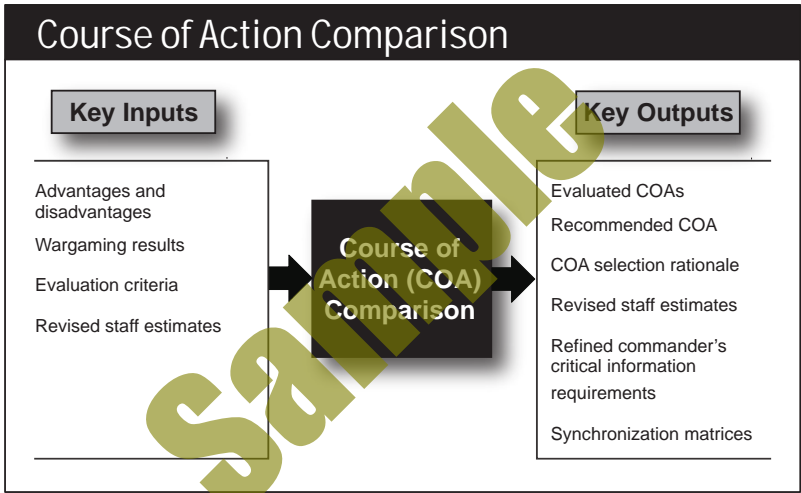 Course of Action Comparison
Key Inputs
Advantages and
disadvantages
Wargaming results
Evaluation criteria
Revised staff estimates
Course of
Action (COA)
Comparison
Key Outputs
Evaluated COAs
Recommended COA
COA selection rationale
Revised staff estimates
Refined commander’s
critical information
requirements
Synchronization matrices
Sample